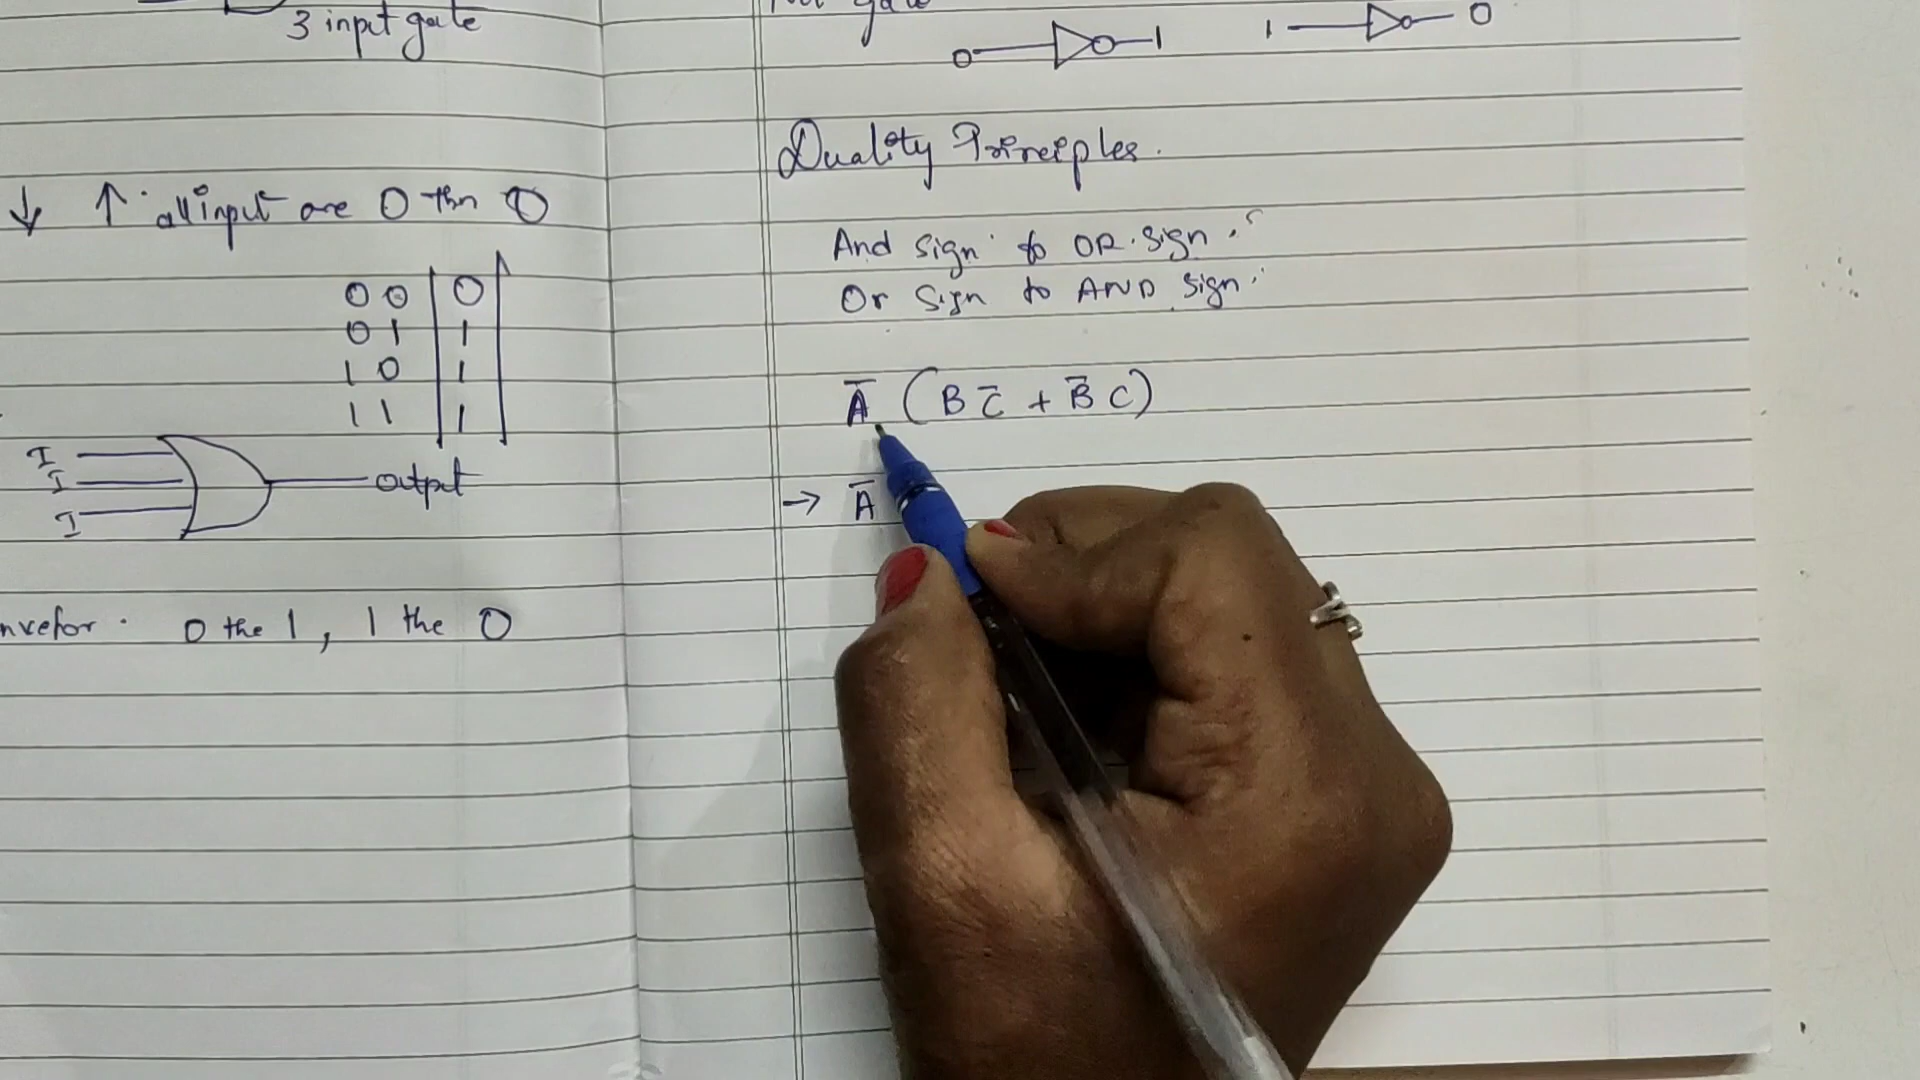 3 input gate
↓ ↑ all input are 0 thn 0
0 0 | 0
0 1 | 1
1 0 | 1
1 1 | 1
I
I
I
output
0 the 1, 1 the 0
0 1
1 0
Duality Principles.
And sign to OR sign.
Or sign to AND sign.
A̅ (B C̅ + B̅ C)
→ A̅